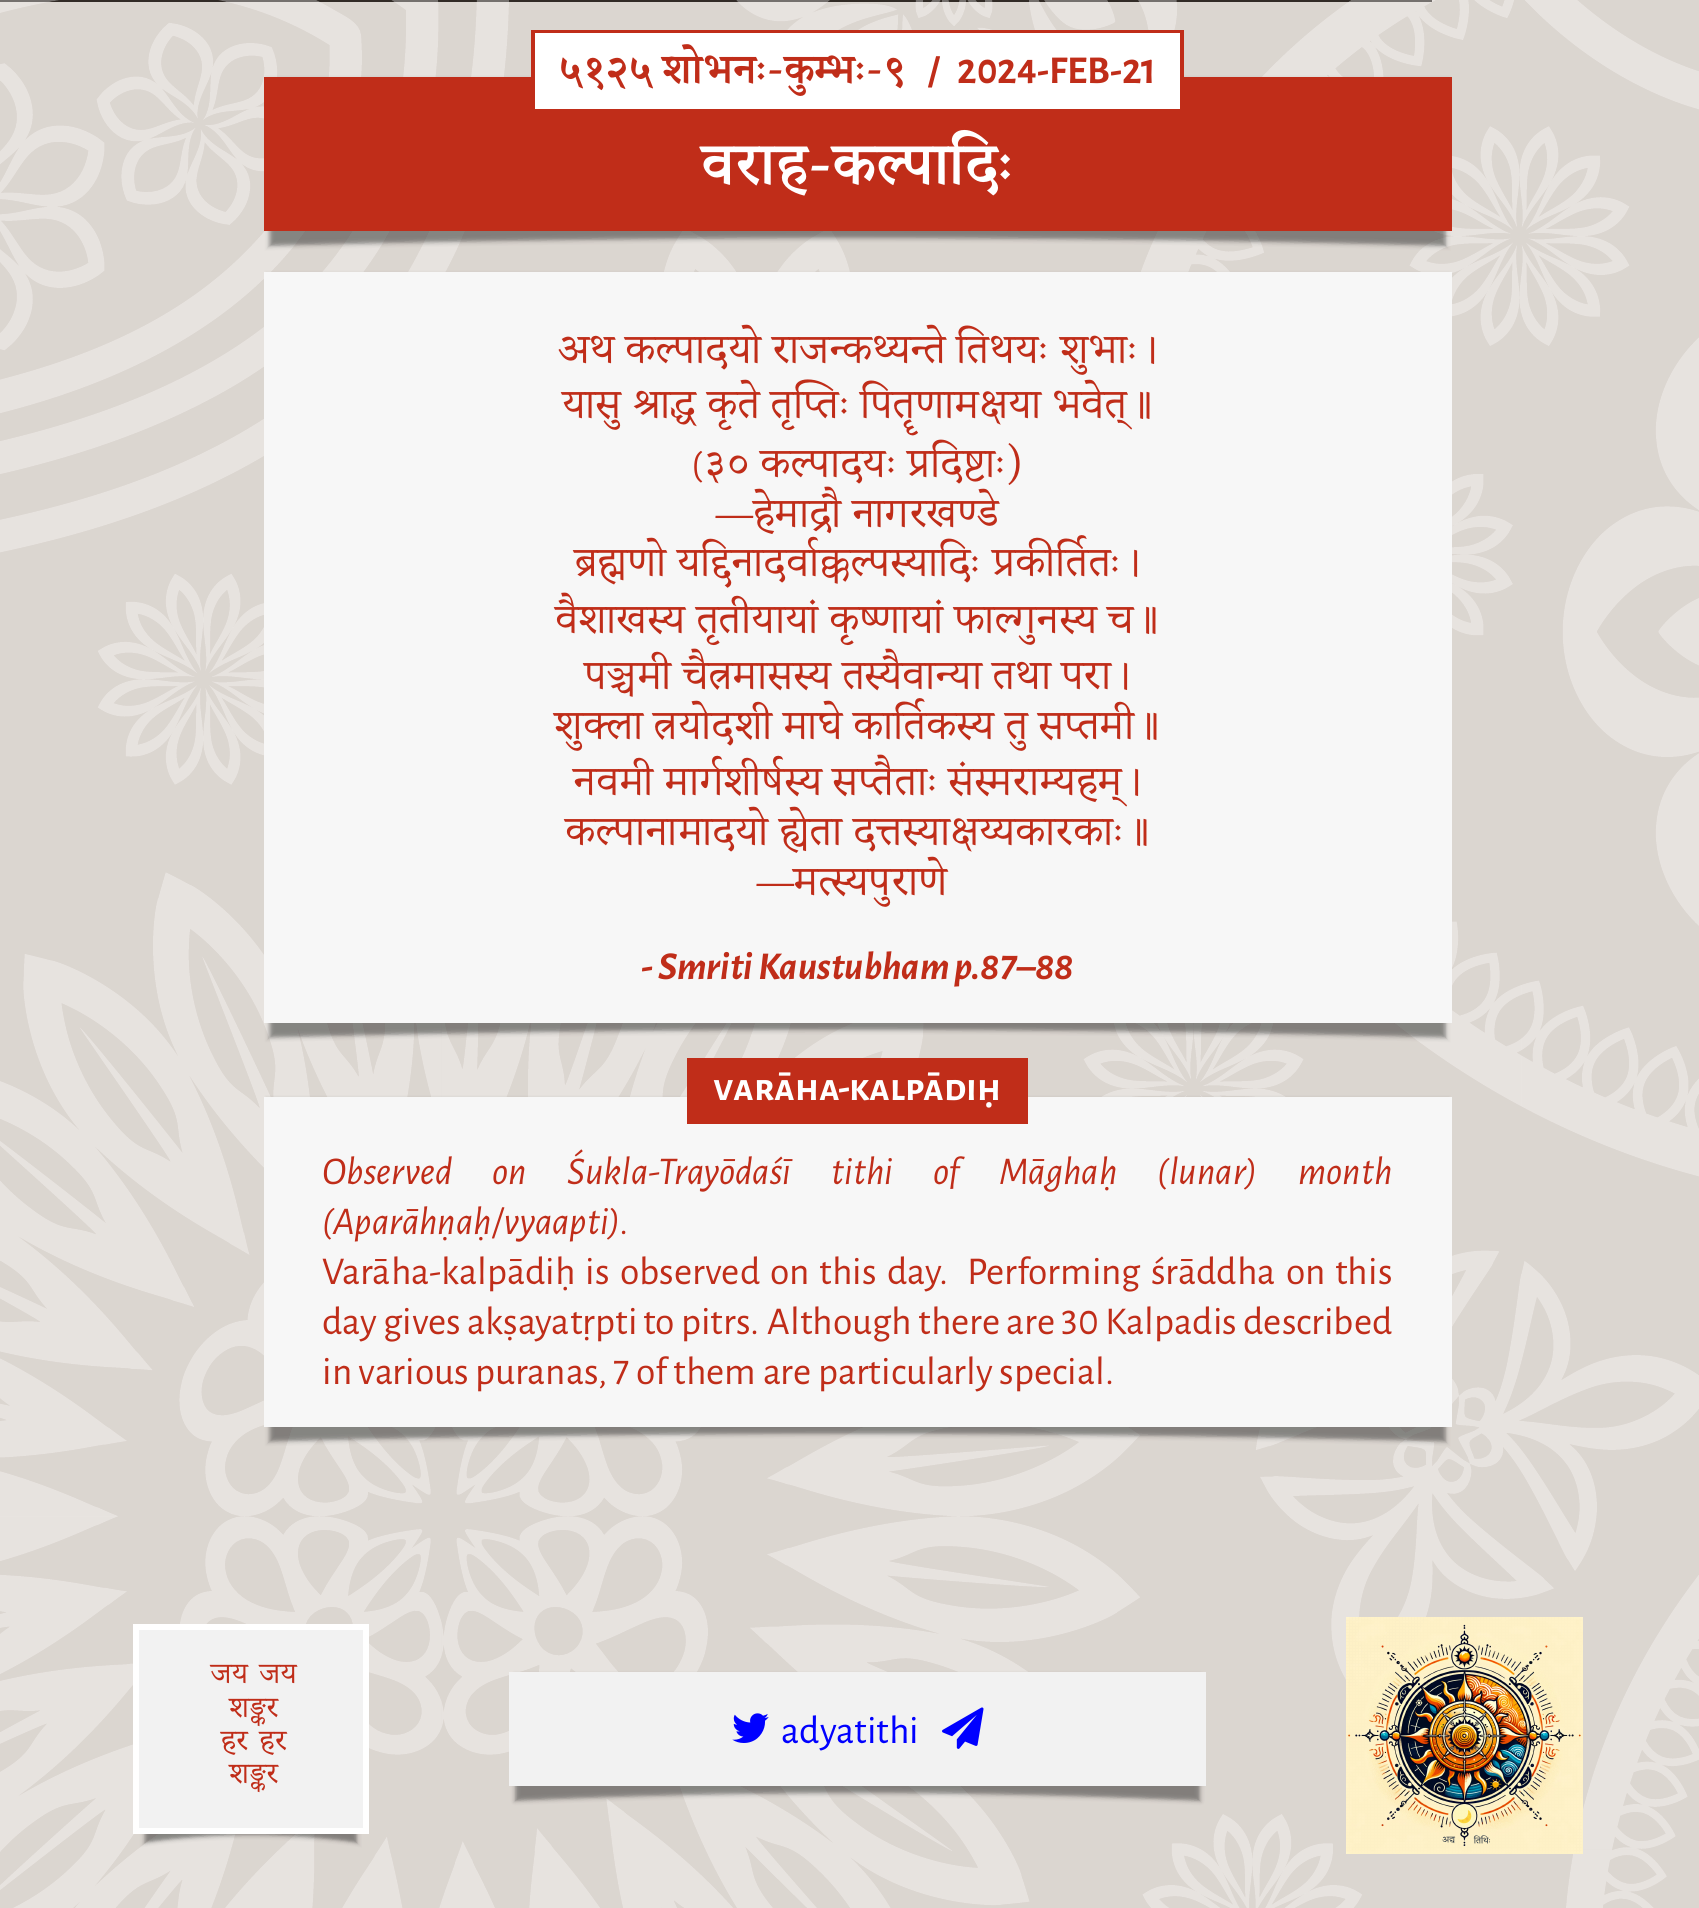 ५१२५ शोभनः-कुम्भः-९ / 2024-FEB-21
वराह-कल्पादिः
अथ कल्पादयो राजन्कथ्यन्ते तिथयः शुभाः।
यासु श्राद्ध कृते तृप्तिः पितॄणामक्षया भवेत्॥
(३० कल्पादयः प्रदिष्टाः)
—हेमाद्रौ नागरखण्डे
ब्रह्मणो यद्दिनादर्वाक्कल्पस्यादिः प्रकीर्तितः।
वैशाखस्य तृतीयायां कृष्णायां फाल्गुनस्य च॥
पञ्चमी चैत्रमासस्य तस्यैवान्या तथा परा।
शुक्ला त्रयोदशी माघे कार्तिकस्य तु सप्तमी॥
नवमी मार्गशीर्षस्य सप्तैताः संस्मराम्यहम्।
कल्पानामादयो ह्येता दत्तस्याक्षय्यकारकाः॥
—मत्स्यपुराणे
- Smriti Kaustubham p.87–88
VARĀHA-KALPĀDIḤ
Observed on Śukla-Trayōdaśī tithi of Māghaḥ (lunar) month
(Aparāhṇaḥ/vyaapti).
Varāha-kalpādiḥ is observed on this day. Performing śrāddha on this
day gives akṣayatṛpti to pitrs. Although there are 30 Kalpadis described
in various puranas, 7 of them are particularly special.
जय जय
शङ्कर
हर हर
शङ्कर
adyatithi
अद्य तिथिः